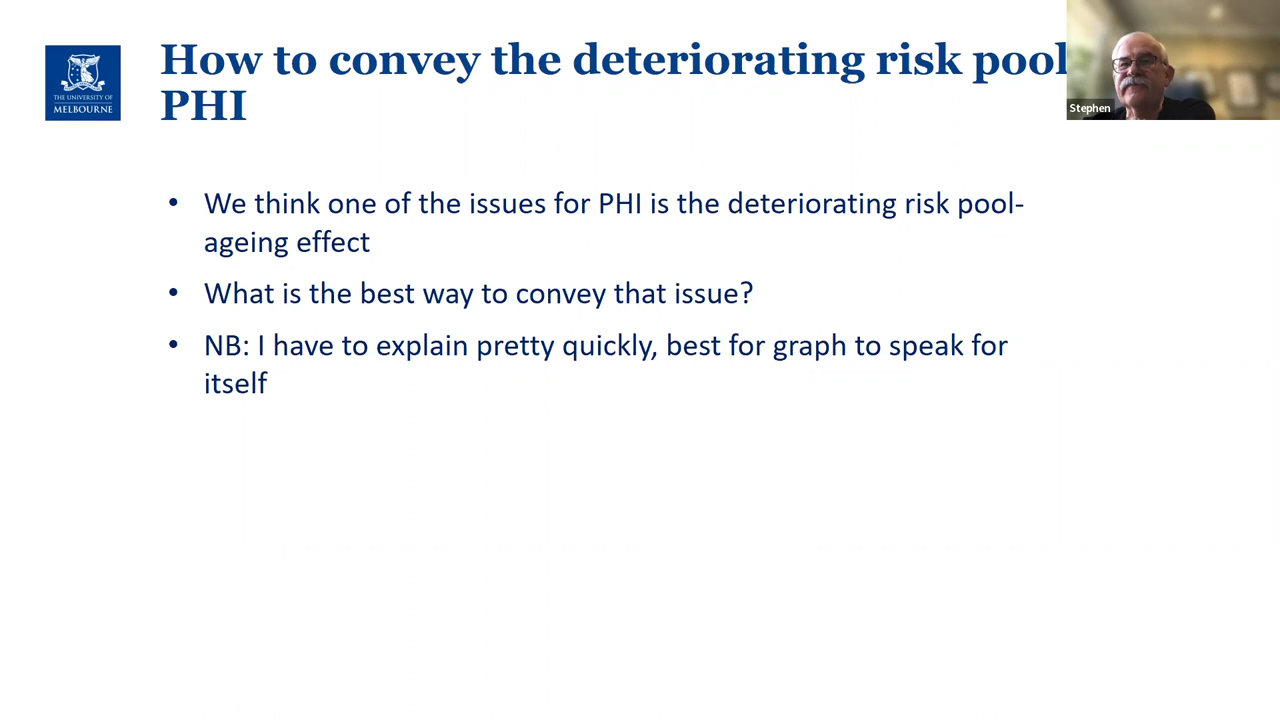 How to convey the deteriorating risk pool
PHI
THE UNIVERSITY OF
MELBOURNE
Stephen
• We think one of the issues for PHI is the deteriorating risk pool-
ageing effect
• What is the best way to convey that issue?
• NB: I have to explain pretty quickly, best for graph to speak for
itself